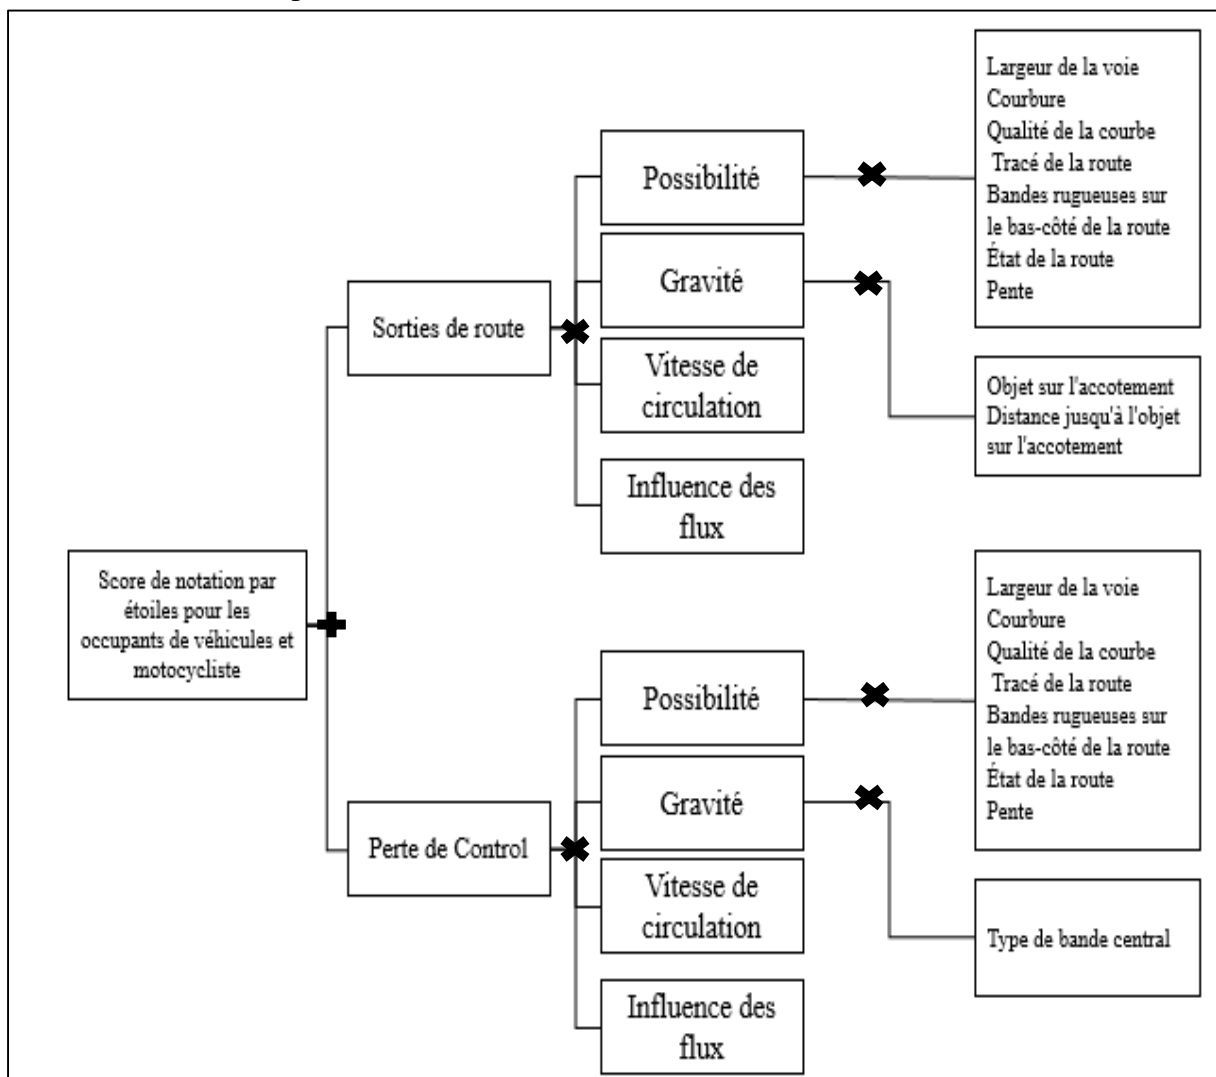 Score de notation par
étoiles pour les
occupants de véhicules et
motocycliste
Sorties de route
Possibilité
Gravité
Vitesse de
circulation
Influence des
flux
Largeur de la voie
Courbure
Qualité de la courbe
Tracé de la route
Bandes rugueuses sur
le bas-côté de la route
État de la route
Pente
Objet sur l'accotement
Distance jusqu'à l'objet
sur l'accotement
Perte de Control
Possibilité
Gravité
Vitesse de
circulation
Influence des
flux
Largeur de la voie
Courbure
Qualité de la courbe
Tracé de la route
Bandes rugueuses sur
le bas-côté de la route
État de la route
Pente
Type de bande central